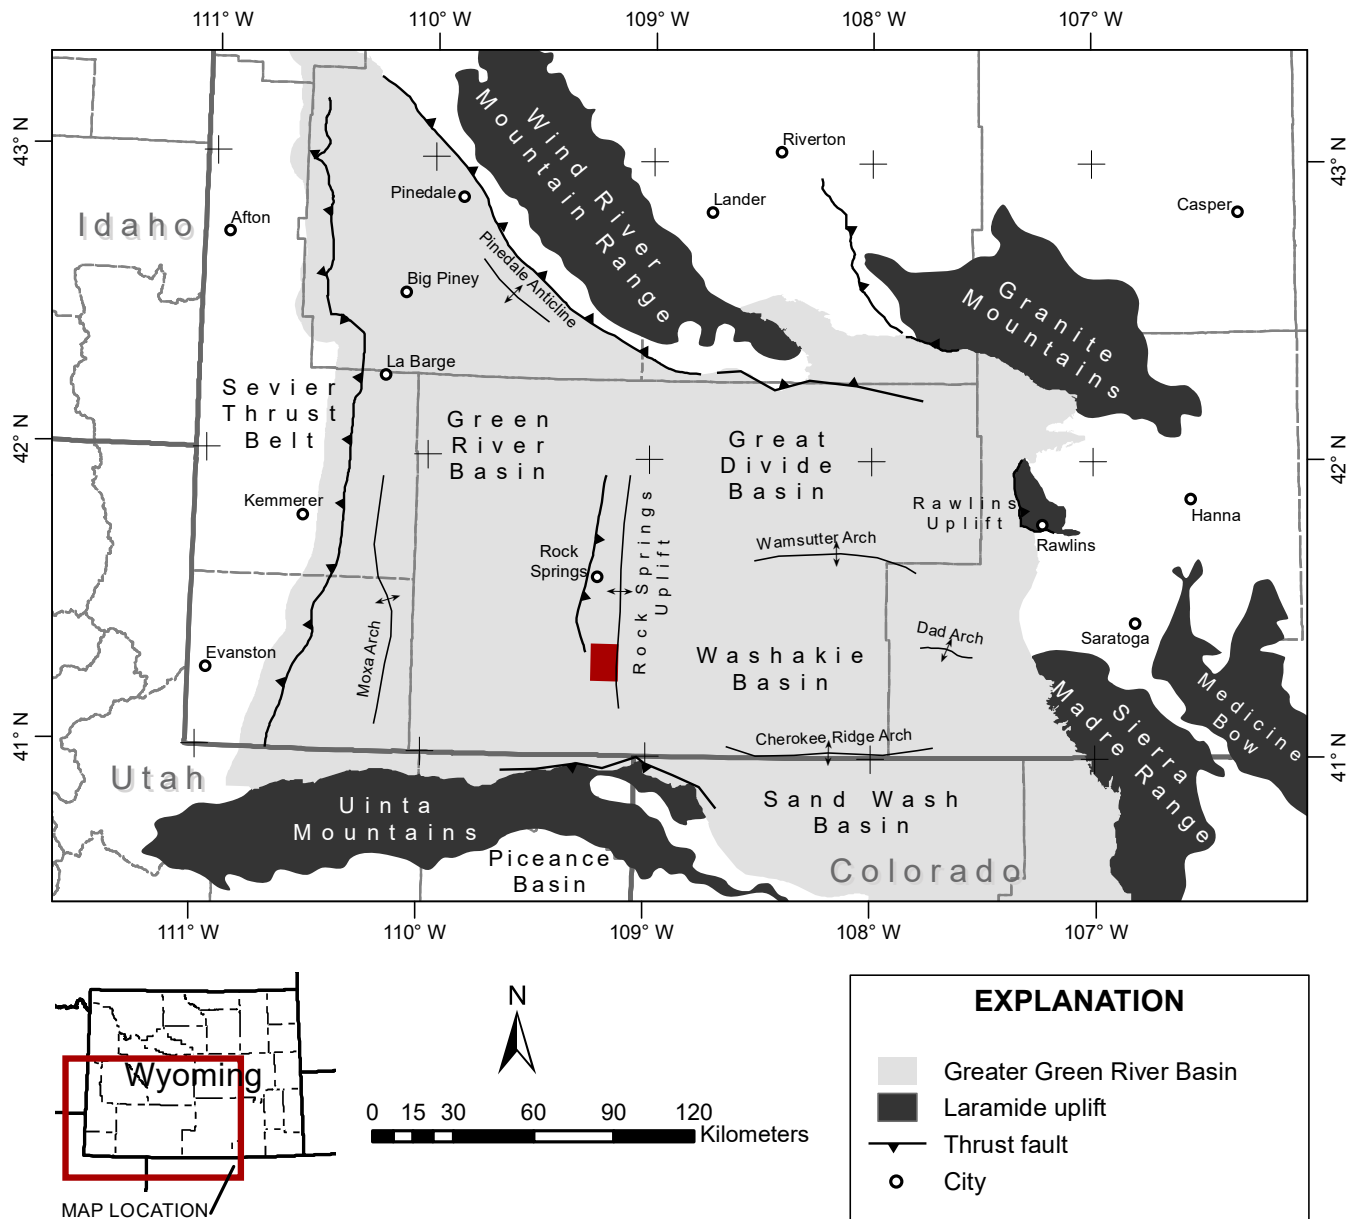 111° W
110° W
109° W
108° W
107° W
43° N
43° N
Wind River
Mountain Range
Riverton
Pinedale
Lander
Casper
Idaho
Afton
Pinedale Anticline
Big Piney
Granite
Mountains
La Barge
Sevier
Thrust
Belt
Green
River
Basin
Great
Divide
Basin
42° N
42° N
Kemmerer
Rawlins
Uplift
Hanna
Rawlins
Wamsutter Arch
Rock
Springs
Rock Springs
Uplift
Moxa Arch
Evanston
Dad Arch
Saratoga
Washakie
Basin
Medicine
Bow
Sierra
Madre Range
41° N
41° N
Cherokee Ridge Arch
Utah
Uinta
Mountains
Sand Wash
Basin
Piceance
Basin
Colorado
111° W
110° W
109° W
108° W
107° W
Wyoming
MAP LOCATION
N
0 15 30 60 90 120
Kilometers
EXPLANATION
Greater Green River Basin
Laramide uplift
Thrust fault
City